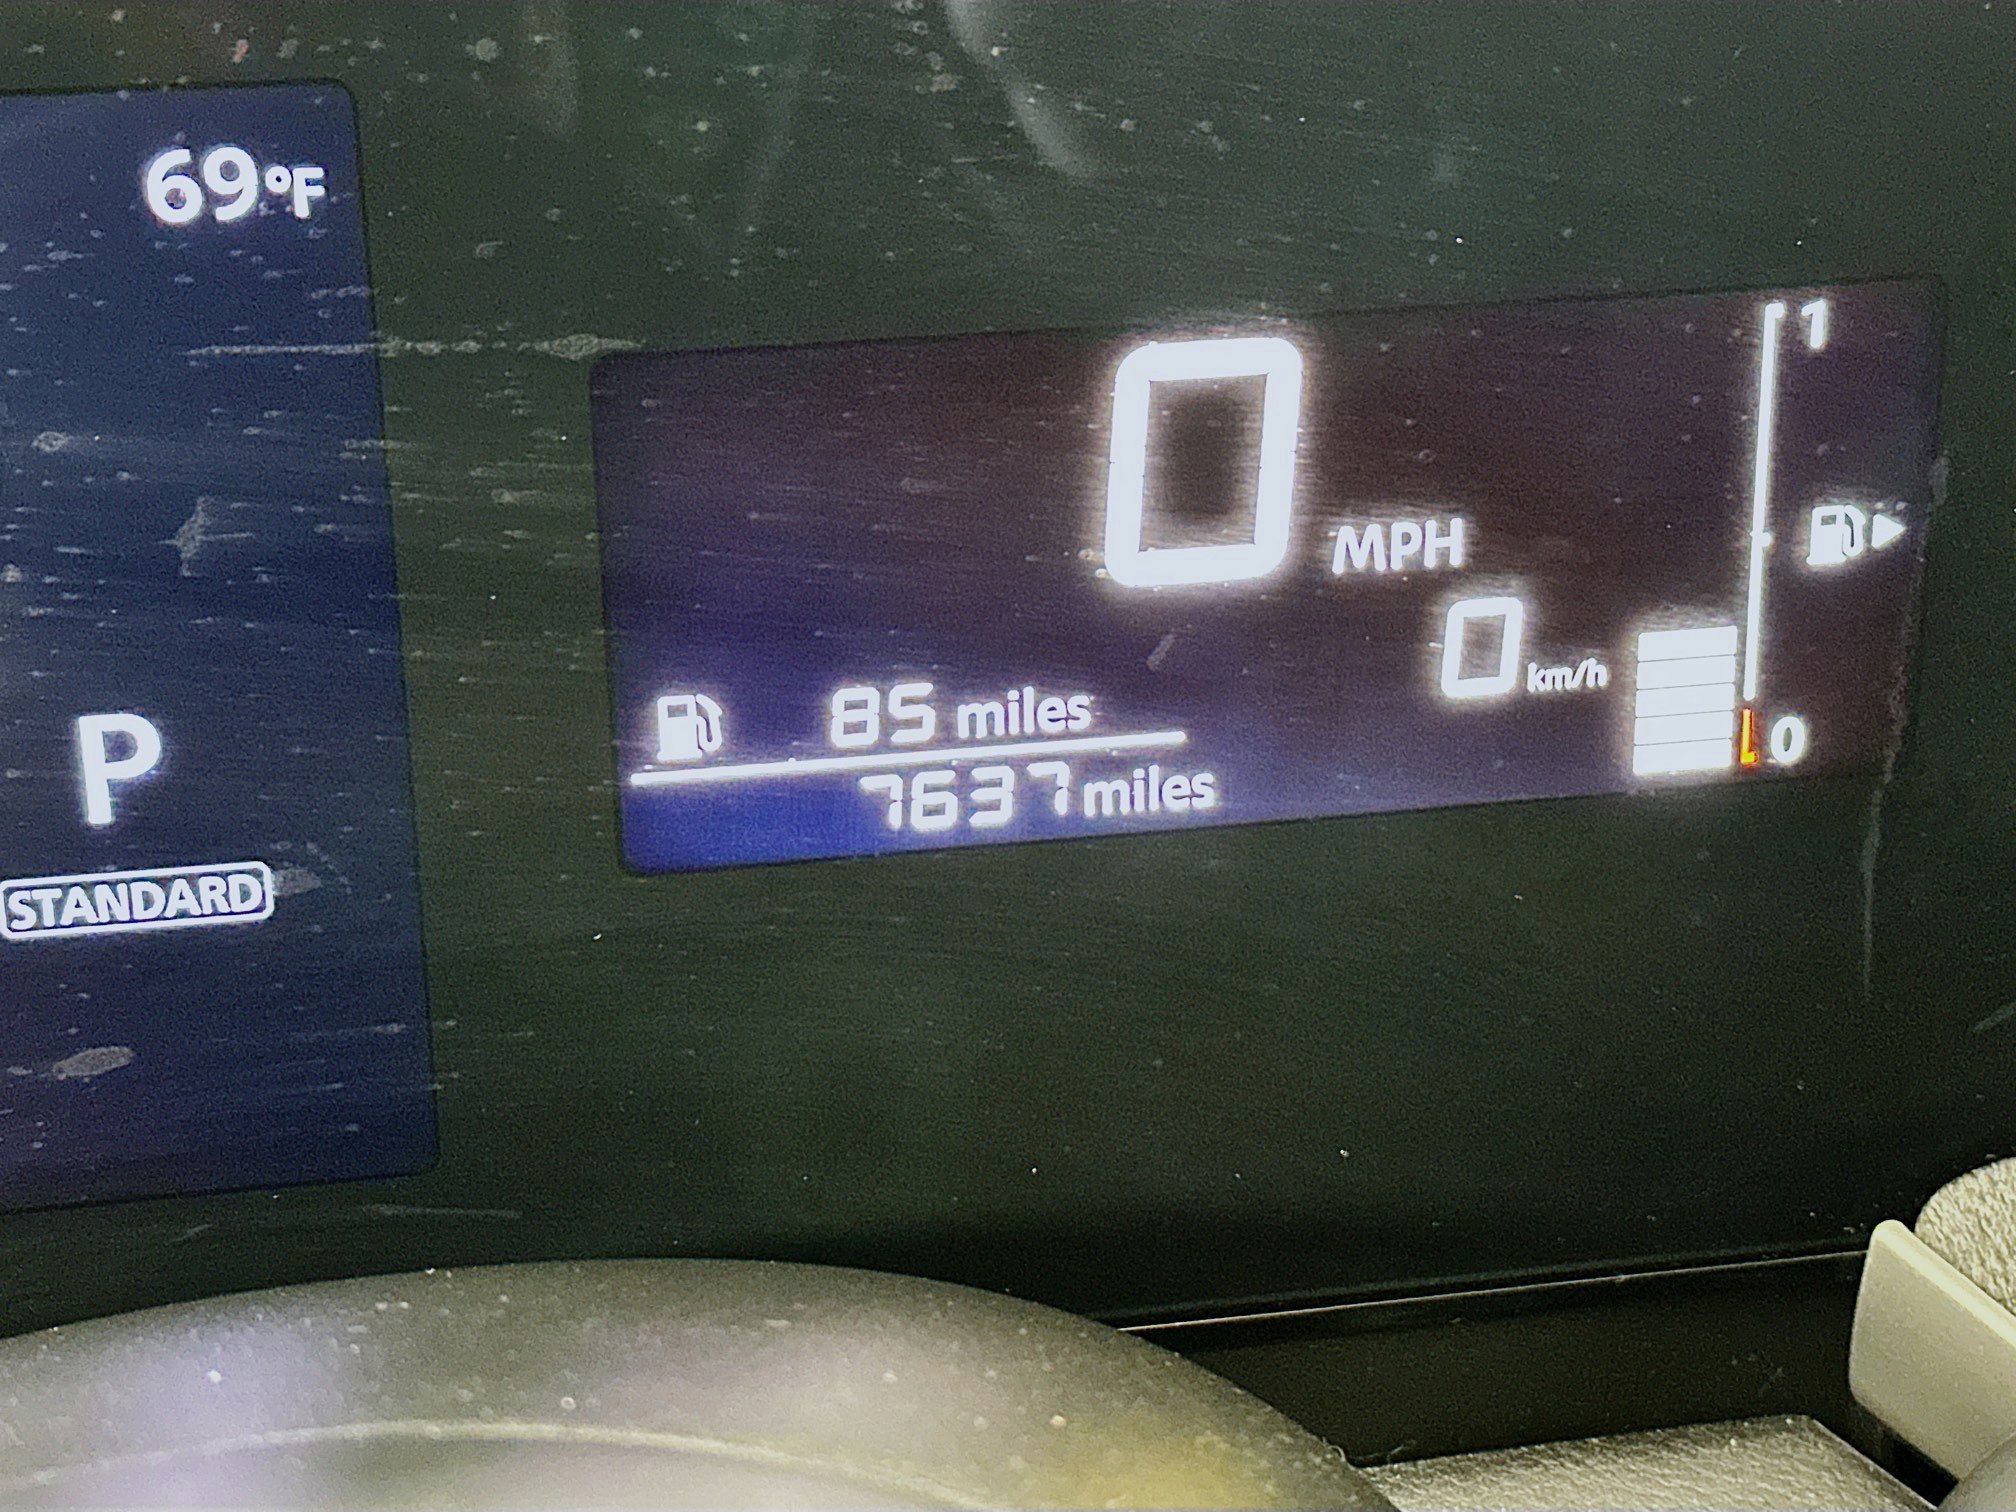 69°F
P
STANDARD
0 MPH
0 km/h
85 miles
7637 miles
1
0